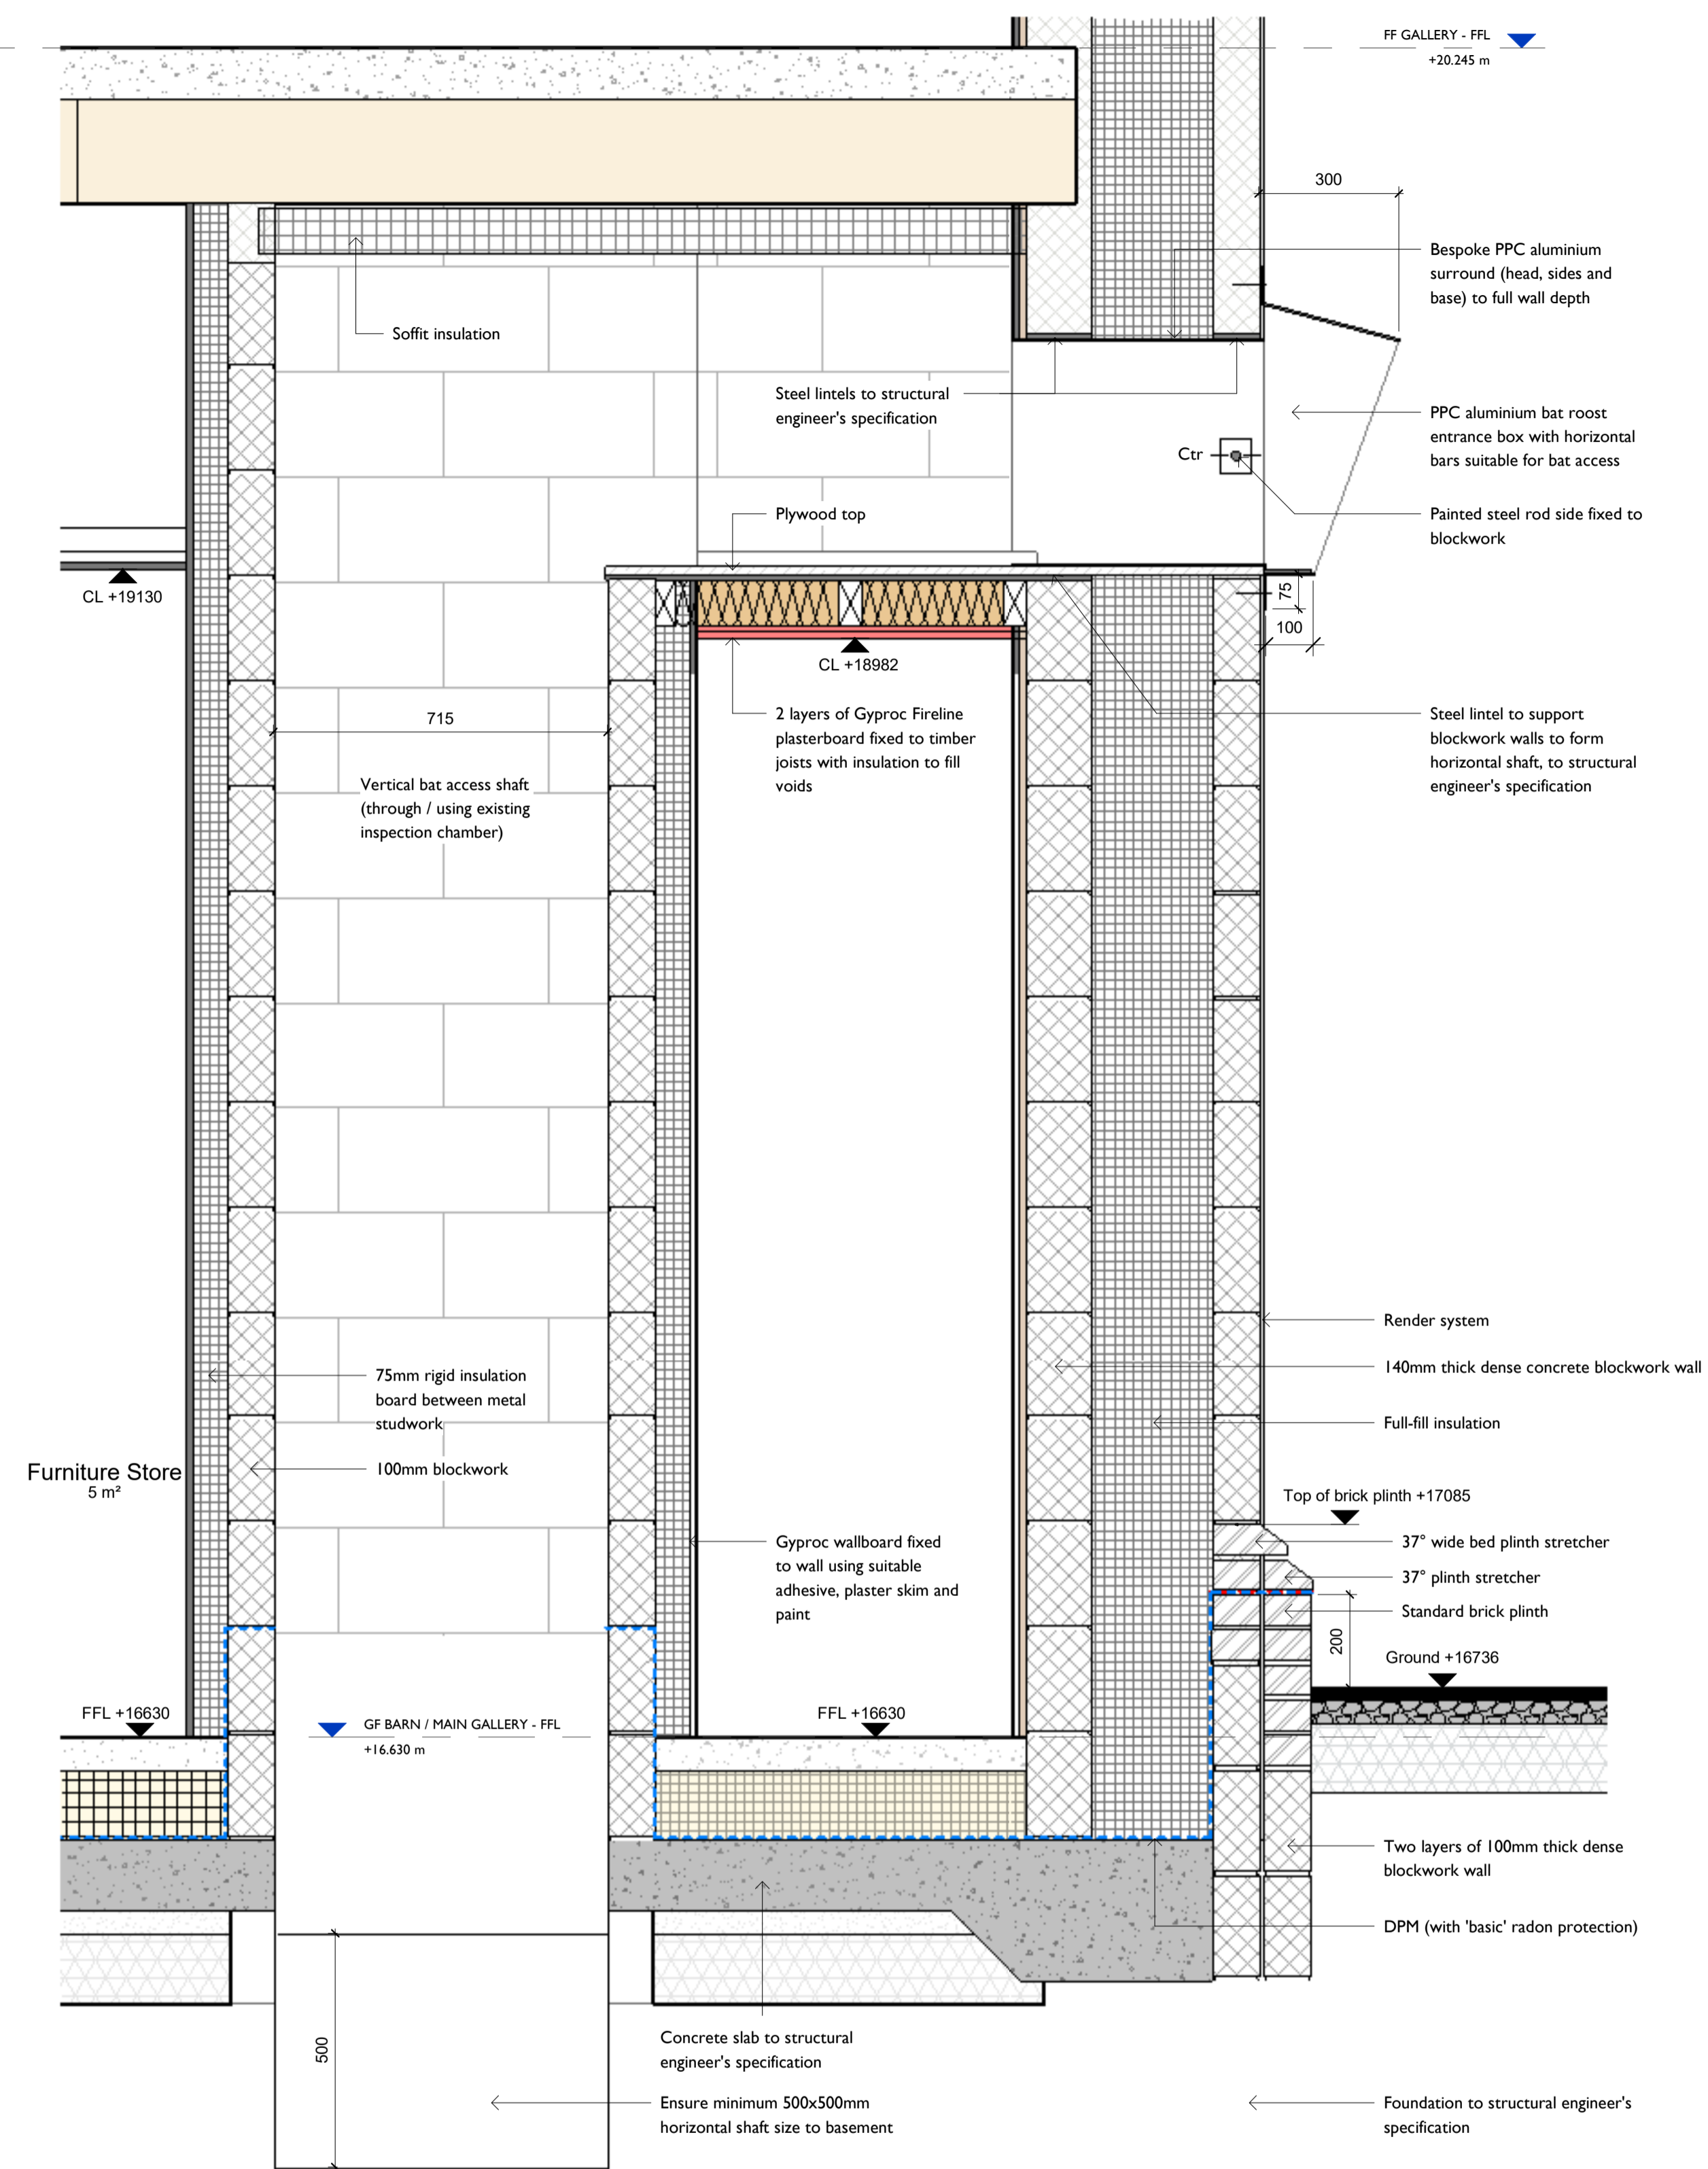 FF GALLERY - FFL
+20.245 m
300
Bespoke PPC aluminium
surround (head, sides and
base) to full wall depth
Soffit insulation
Steel lintels to structural
engineer's specification
PPC aluminium bat roost
entrance box with horizontal
bars suitable for bat access
Ctr
Plywood top
Painted steel rod side fixed to
blockwork
CL +19130
75
100
CL +18982
715
2 layers of Gyproc Fireline
plasterboard fixed to timber
joists with insulation to fill
voids
Steel lintel to support
blockwork walls to form
horizontal shaft, to structural
engineer's specification
Vertical bat access shaft
(through / using existing
inspection chamber)
Render system
140mm thick dense concrete blockwork wall
75mm rigid insulation
board between metal
studwork
Full-fill insulation
Furniture Store
5 m²
100mm blockwork
Top of brick plinth +17085
Gyproc wallboard fixed
to wall using suitable
adhesive, plaster skim and
paint
37° wide bed plinth stretcher
37° plinth stretcher
Standard brick plinth
200
Ground +16736
FFL +16630
GF BARN / MAIN GALLERY - FFL
+16.630 m
FFL +16630
Two layers of 100mm thick dense
blockwork wall
DPM (with 'basic' radon protection)
500
Concrete slab to structural
engineer's specification
Ensure minimum 500x500mm
horizontal shaft size to basement
Foundation to structural engineer's
specification